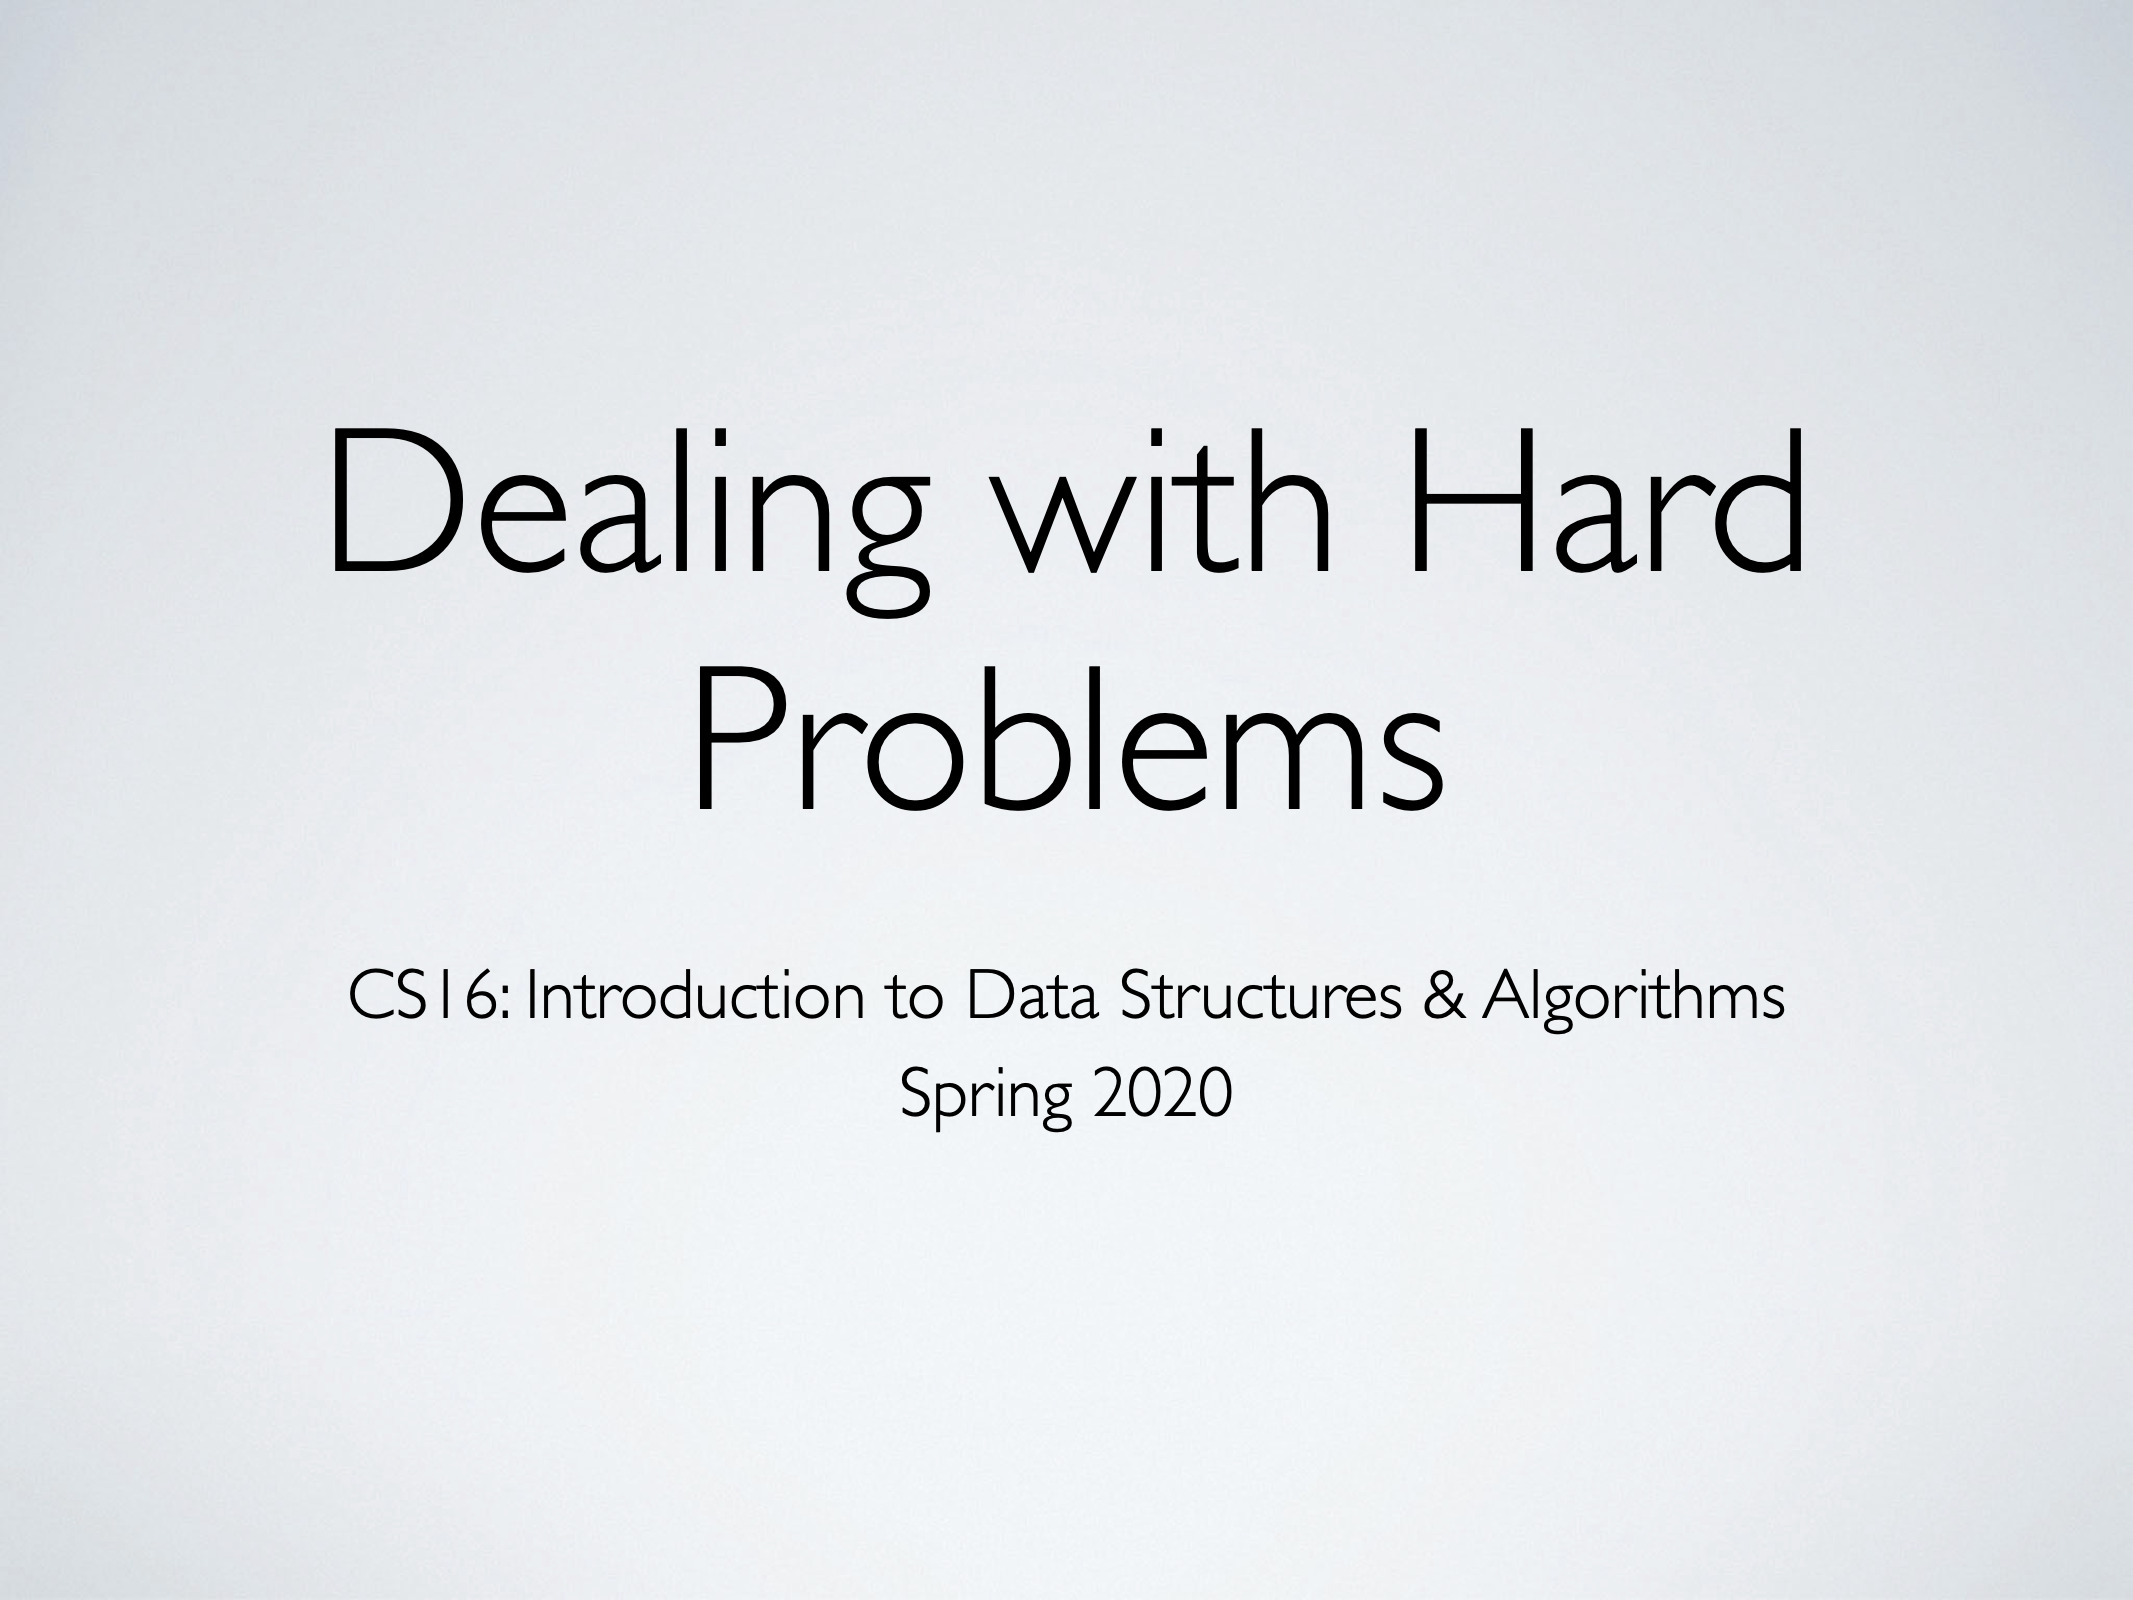 Dealing with Hard
Problems
CS16: Introduction to Data Structures & Algorithms
Spring 2020